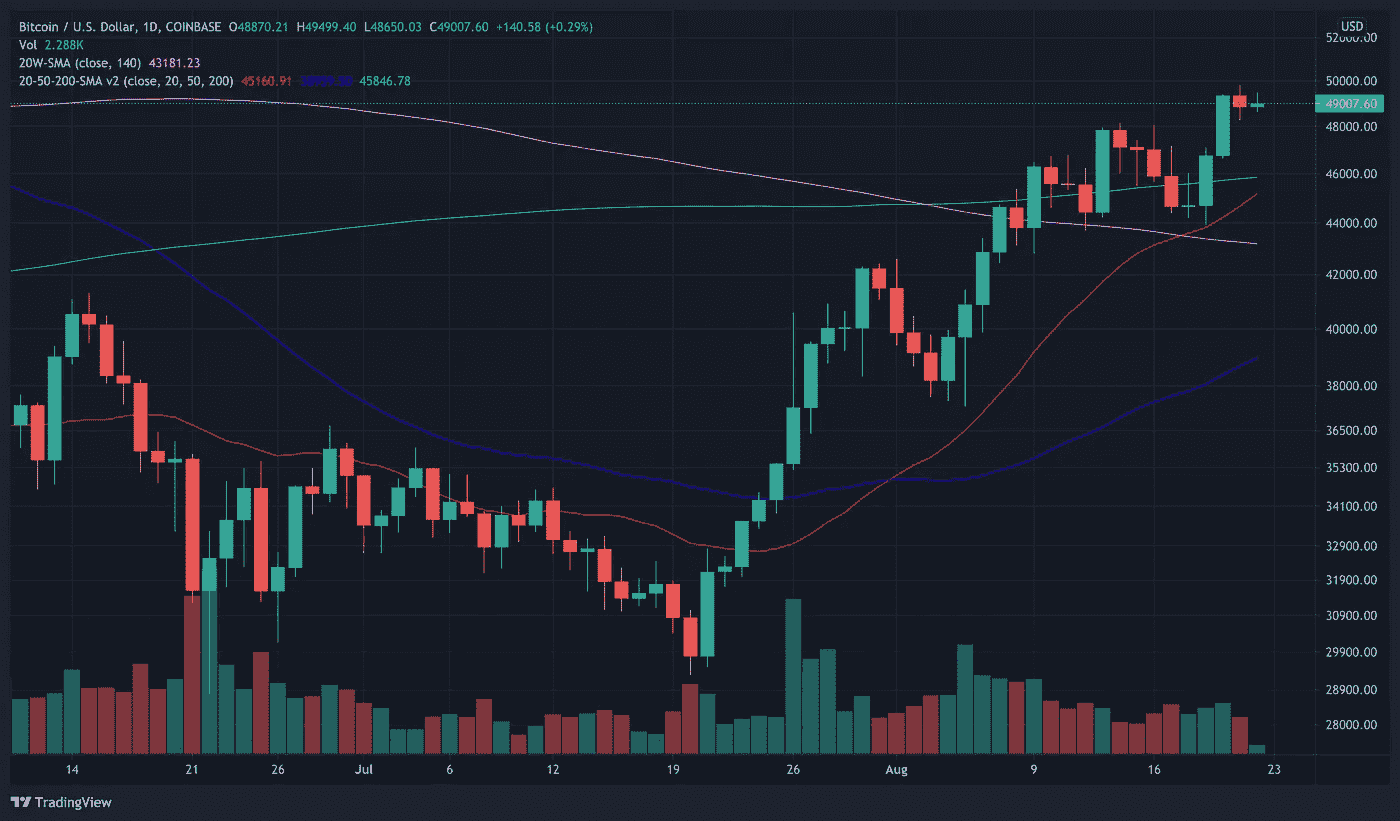 Bitcoin / U.S. Dollar, 1D, COINBASE O48870.21 H49499.40 L48650.03 C49007.60 +140.58 (+0.29%)
Vol 2.288K
20W-SMA (close, 140) 43181.23
20-50-200-SMA v2 (close, 20, 50, 200) 45160.91 45846.78
USD
52000.00
50000.00
49007.60
48000.00
46000.00
44000.00
42000.00
40000.00
38000.00
36500.00
35300.00
34100.00
32900.00
31900.00
30900.00
29900.00
28900.00
28000.00
14 21 26 Jul 6 12 19 26 Aug 9 16 23
TradingView